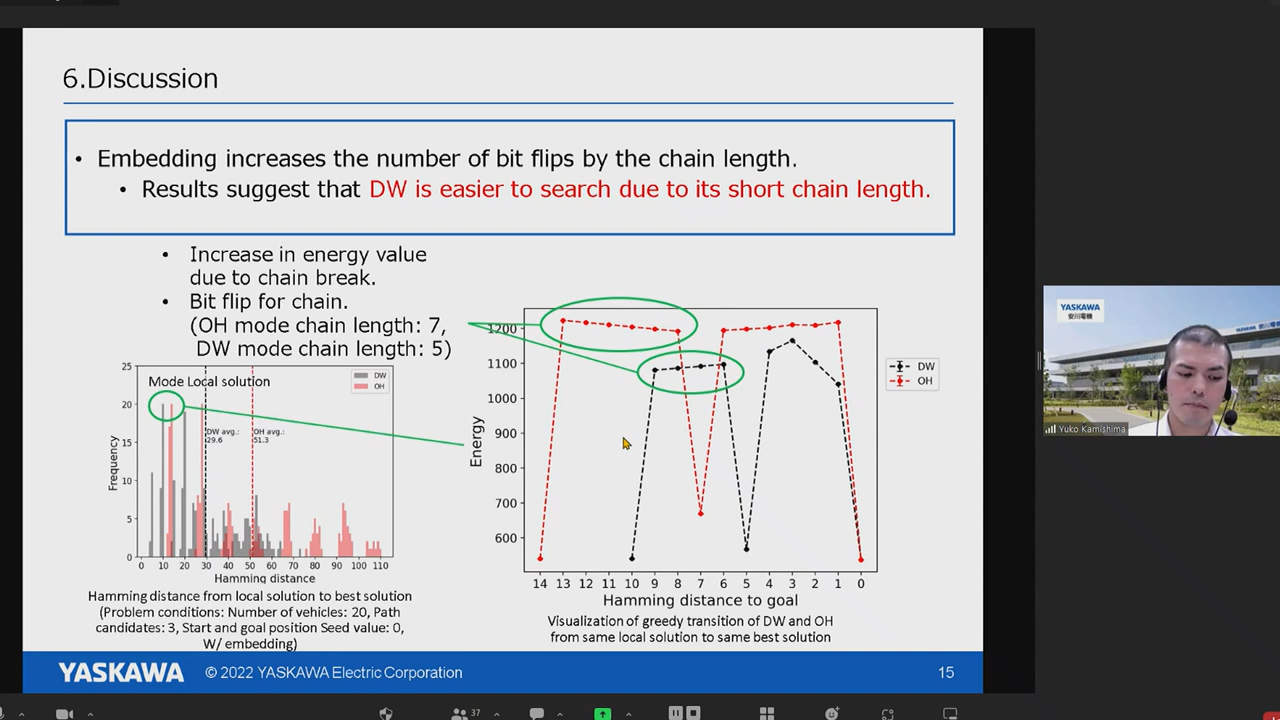 6.Discussion
• Embedding increases the number of bit flips by the chain length.
• Results suggest that DW is easier to search due to its short chain length.
• Increase in energy value
due to chain break.
• Bit flip for chain.
(OH mode chain length: 7,
DW mode chain length: 5)
25
20
15
10
5
0
Frequency
Mode Local solution
DW
OH
DW avg.:
29.6
OH avg.:
51.3
0 10 20 30 40 50 60 70 80 90 100 110
Hamming distance
Hamming distance from local solution to best solution
(Problem conditions: Number of vehicles: 20, Path
candidates: 3, Start and goal position Seed value: 0,
W/ embedding)
1200
1100
1000
900
800
700
600
Energy
DW
OH
14 13 12 11 10 9 8 7 6 5 4 3 2 1 0
Hamming distance to goal
Visualization of greedy transition of DW and OH
from same local solution to same best solution
YASKAWA
© 2022 YASKAWA Electric Corporation
15
YASKAWA
安川電機
Yuko Kamishima
37